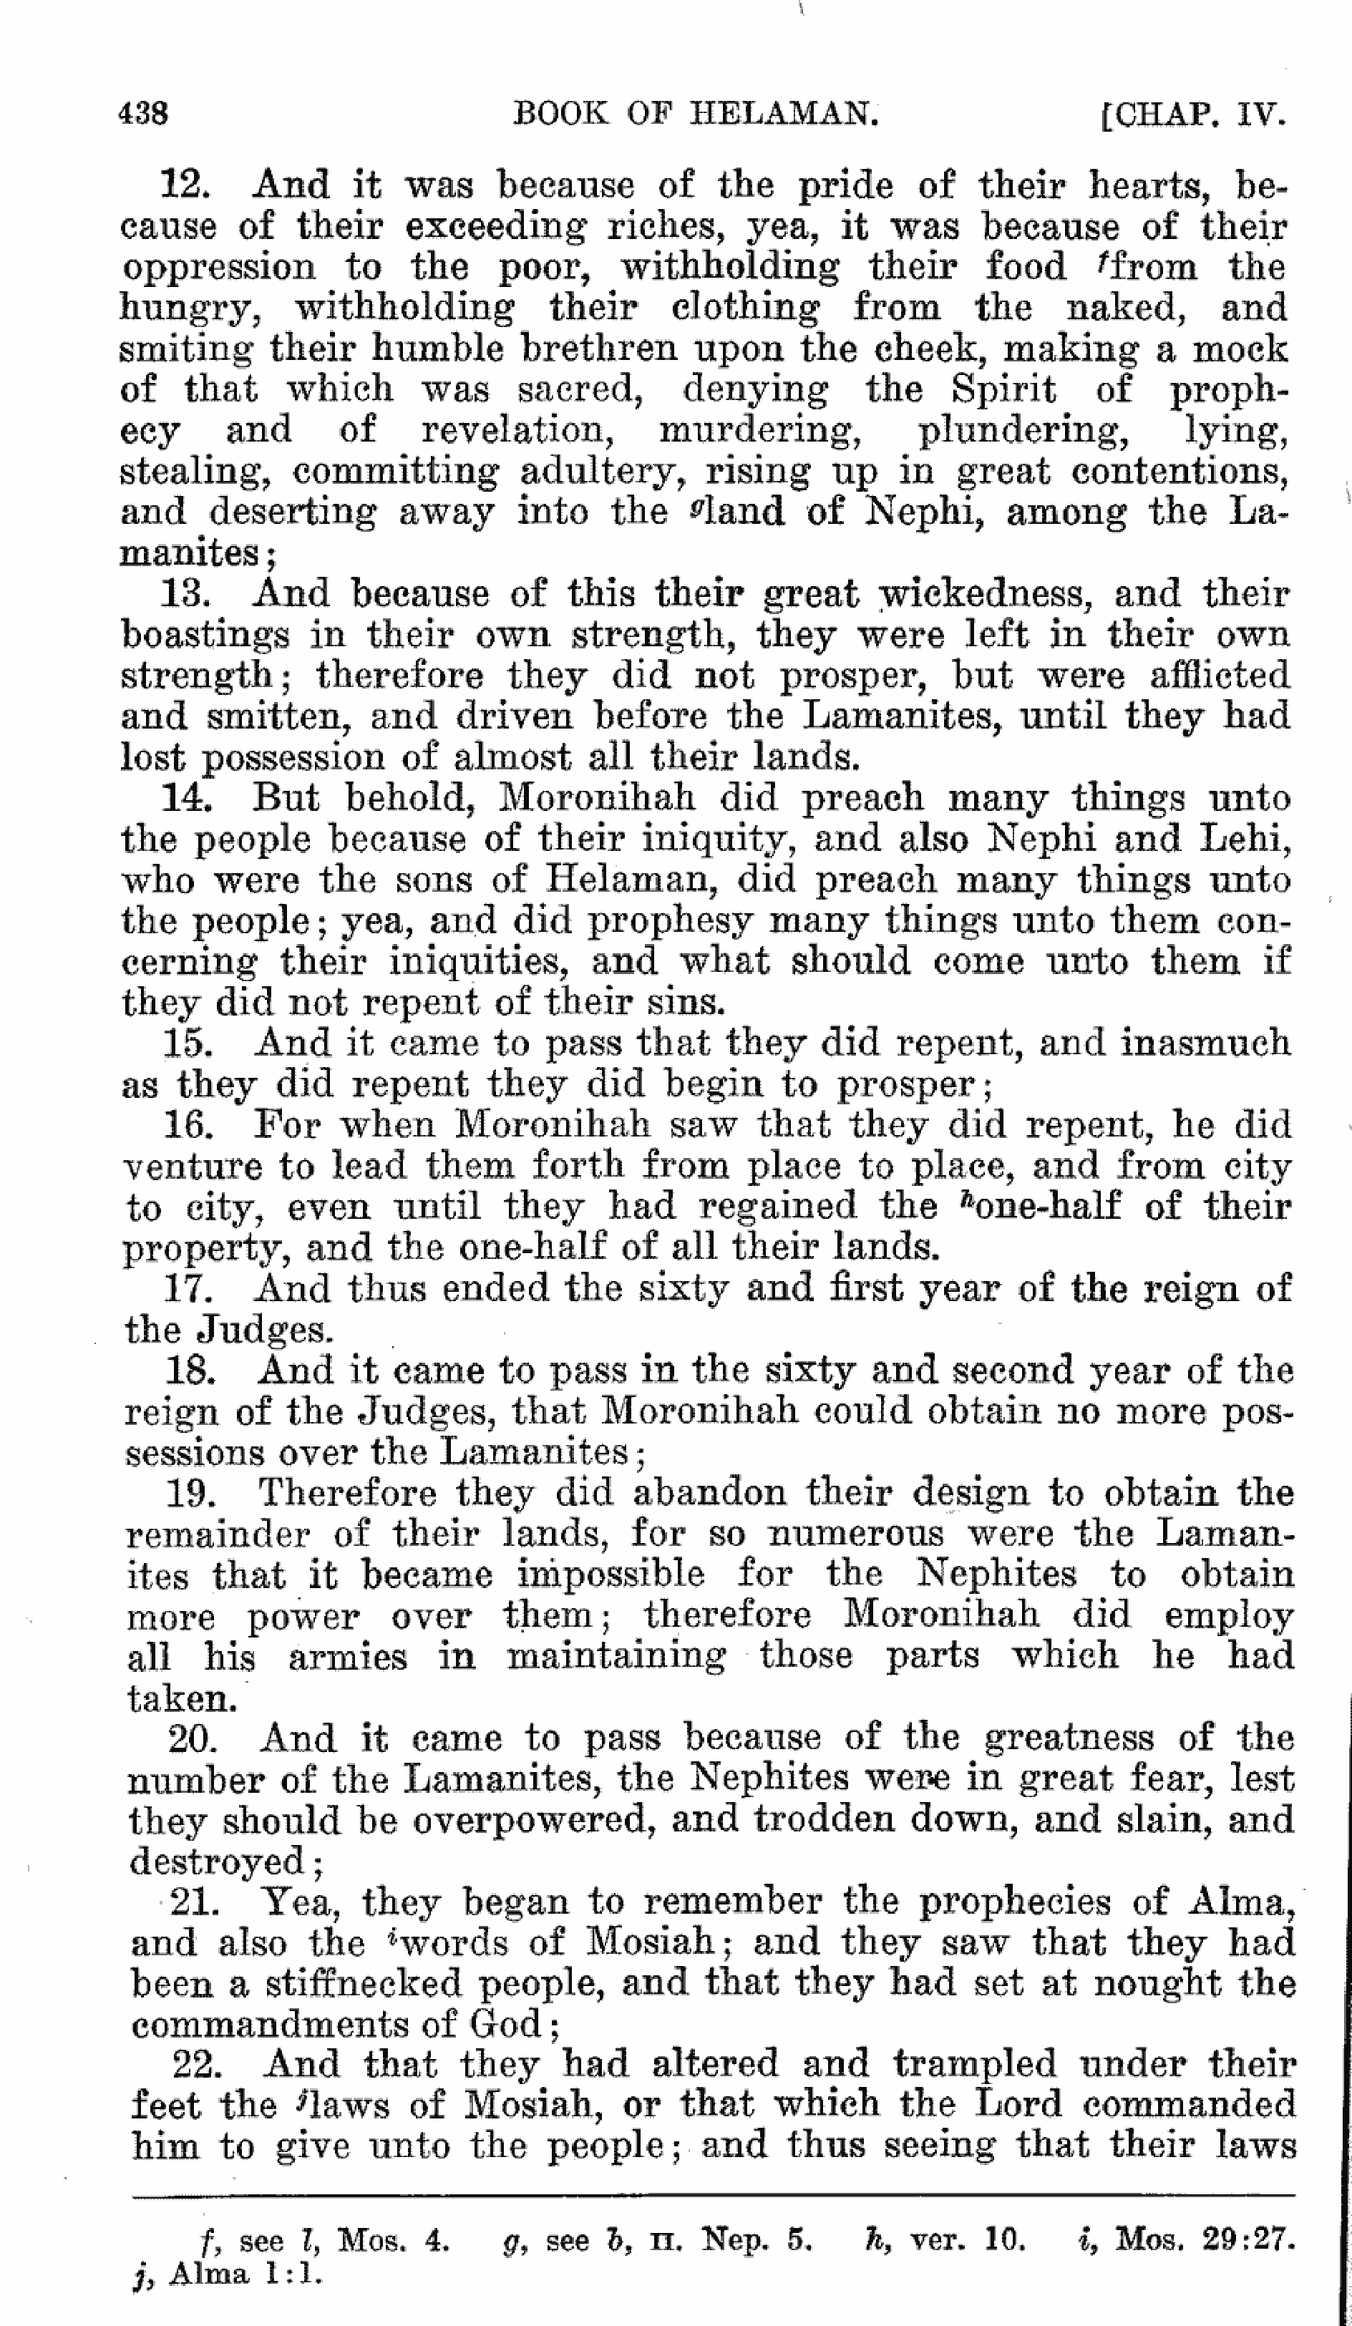 438 BOOK OF HELAMAN. [CHAP. IV.
12. And it was because of the pride of their hearts, be-
cause of their exceeding riches, yea, it was because of their
oppression to the poor, withholding their food ᶠfrom the
hungry, withholding their clothing from the naked, and
smiting their humble brethren upon the cheek, making a mock
of that which was sacred, denying the Spirit of proph-
ecy and of revelation, murdering, plundering, lying,
stealing, committing adultery, rising up in great contentions,
and deserting away into the ᵍland of Nephi, among the La-
manites;
13. And because of this their great wickedness, and their
boastings in their own strength, they were left in their own
strength; therefore they did not prosper, but were afflicted
and smitten, and driven before the Lamanites, until they had
lost possession of almost all their lands.
14. But behold, Moronihah did preach many things unto
the people because of their iniquity, and also Nephi and Lehi,
who were the sons of Helaman, did preach many things unto
the people; yea, and did prophesy many things unto them con-
cerning their iniquities, and what should come unto them if
they did not repent of their sins.
15. And it came to pass that they did repent, and inasmuch
as they did repent they did begin to prosper;
16. For when Moronihah saw that they did repent, he did
venture to lead them forth from place to place, and from city
to city, even until they had regained the ʰone-half of their
property, and the one-half of all their lands.
17. And thus ended the sixty and first year of the reign of
the Judges.
18. And it came to pass in the sixty and second year of the
reign of the Judges, that Moronihah could obtain no more pos-
sessions over the Lamanites;
19. Therefore they did abandon their design to obtain the
remainder of their lands, for so numerous were the Laman-
ites that it became impossible for the Nephites to obtain
more power over them; therefore Moronihah did employ
all his armies in maintaining those parts which he had
taken.
20. And it came to pass because of the greatness of the
number of the Lamanites, the Nephites were in great fear, lest
they should be overpowered, and trodden down, and slain, and
destroyed;
21. Yea, they began to remember the prophecies of Alma,
and also the ⁱwords of Mosiah; and they saw that they had
been a stiffnecked people, and that they had set at nought the
commandments of God;
22. And that they had altered and trampled under their
feet the ʲlaws of Mosiah, or that which the Lord commanded
him to give unto the people; and thus seeing that their laws
f, see l, Mos. 4. g, see b, II. Nep. 5. h, ver. 10. i, Mos. 29:27.
j, Alma 1:1.